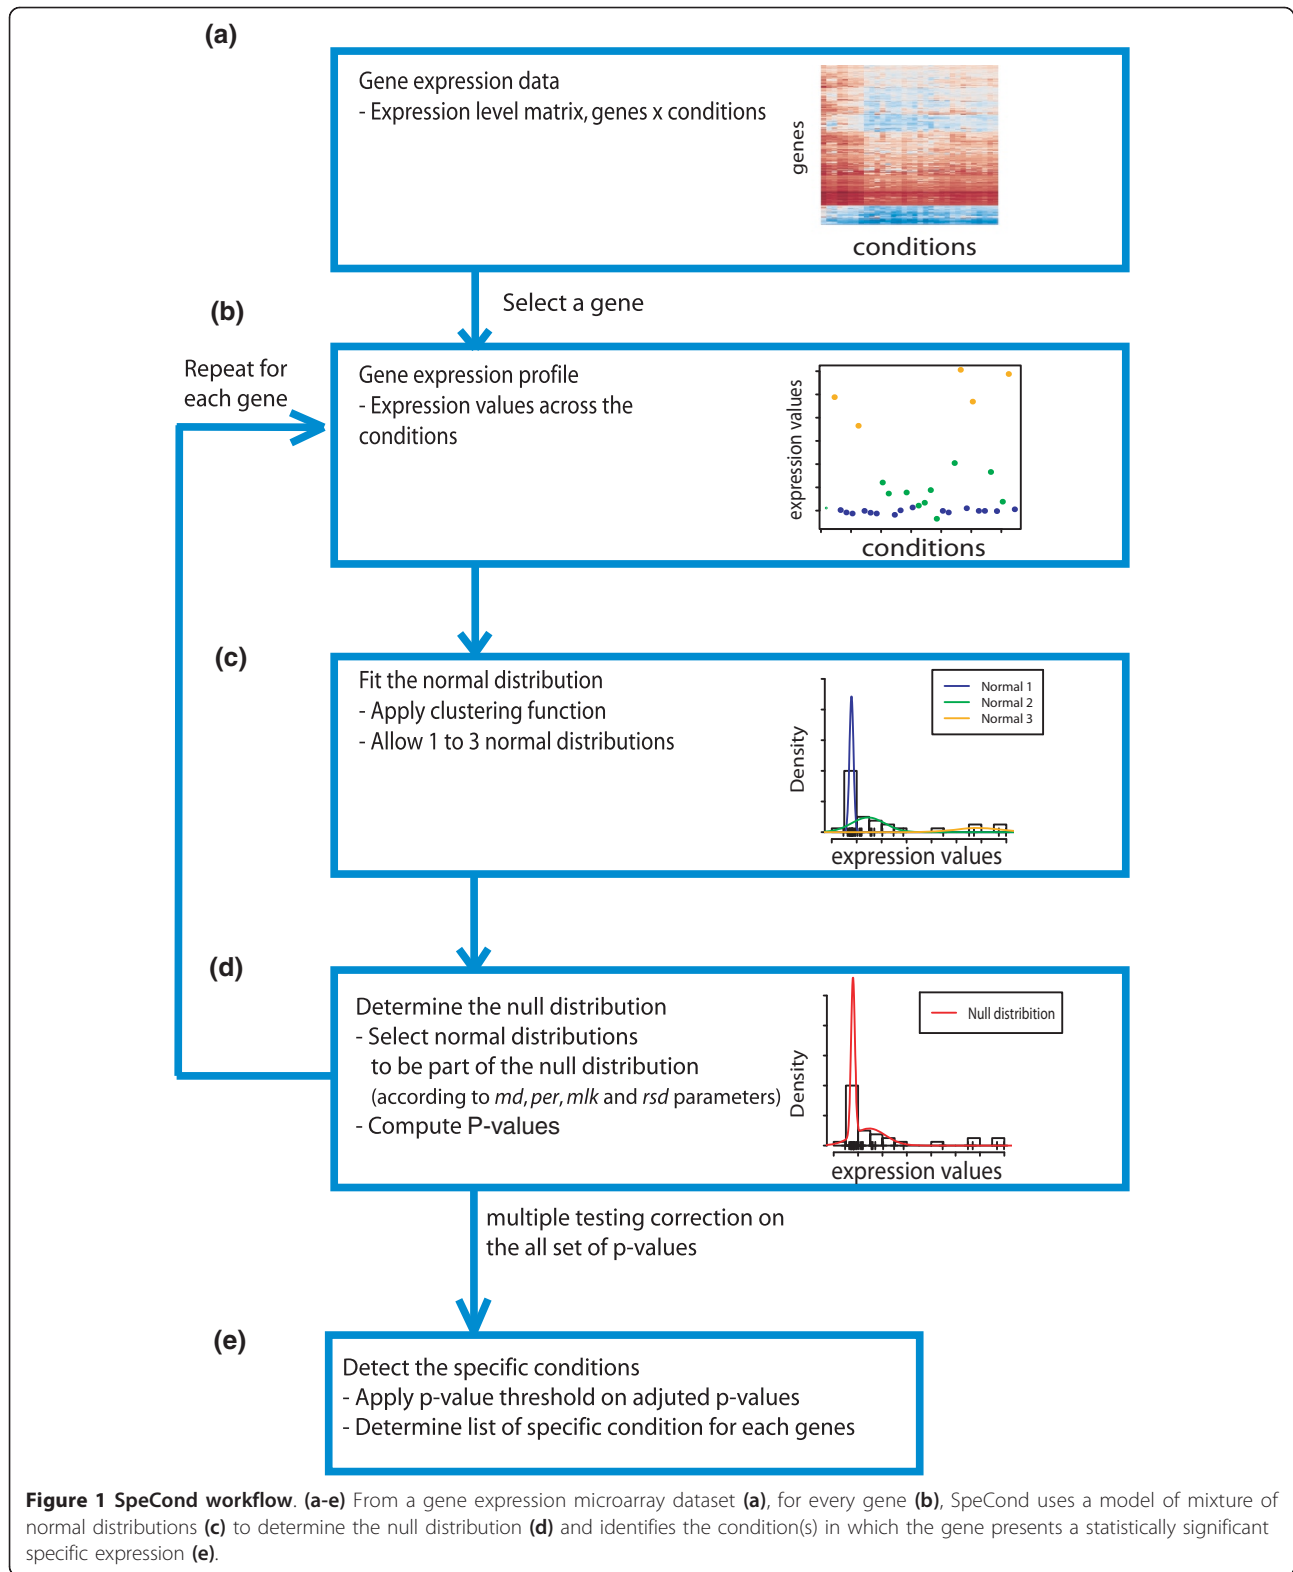 (a)
Gene expression data
- Expression level matrix, genes x conditions
genes
conditions
Select a gene
(b)
Repeat for
each gene
Gene expression profile
- Expression values across the
conditions
expression values
conditions
(c)
Fit the normal distribution
- Apply clustering function
- Allow 1 to 3 normal distributions
Normal 1
Normal 2
Normal 3
Density
expression values
(d)
Determine the null distribution
- Select normal distributions
to be part of the null distribution
(according to md, per, mlk and rsd parameters)
- Compute P-values
Null distribition
Density
expression values
multiple testing correction on
the all set of p-values
(e)
Detect the specific conditions
- Apply p-value threshold on adjuted p-values
- Determine list of specific condition for each genes
Figure 1 SpeCond workflow. (a-e) From a gene expression microarray dataset (a), for every gene (b), SpeCond uses a model of mixture of
normal distributions (c) to determine the null distribution (d) and identifies the condition(s) in which the gene presents a statistically significant
specific expression (e).